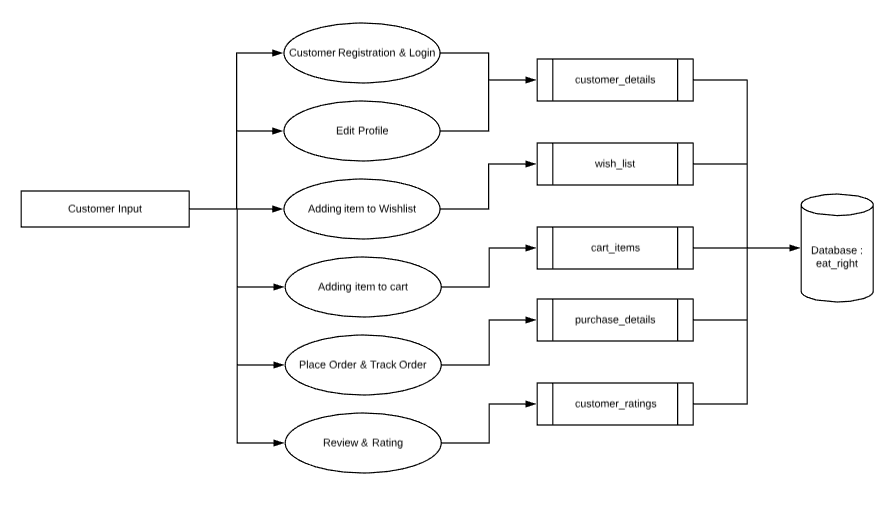 Customer Registration & Login
customer_details
Edit Profile
wish_list
Customer Input
Adding item to Wishlist
cart_items
Database :
eat_right
Adding item to cart
purchase_details
Place Order & Track Order
customer_ratings
Review & Rating